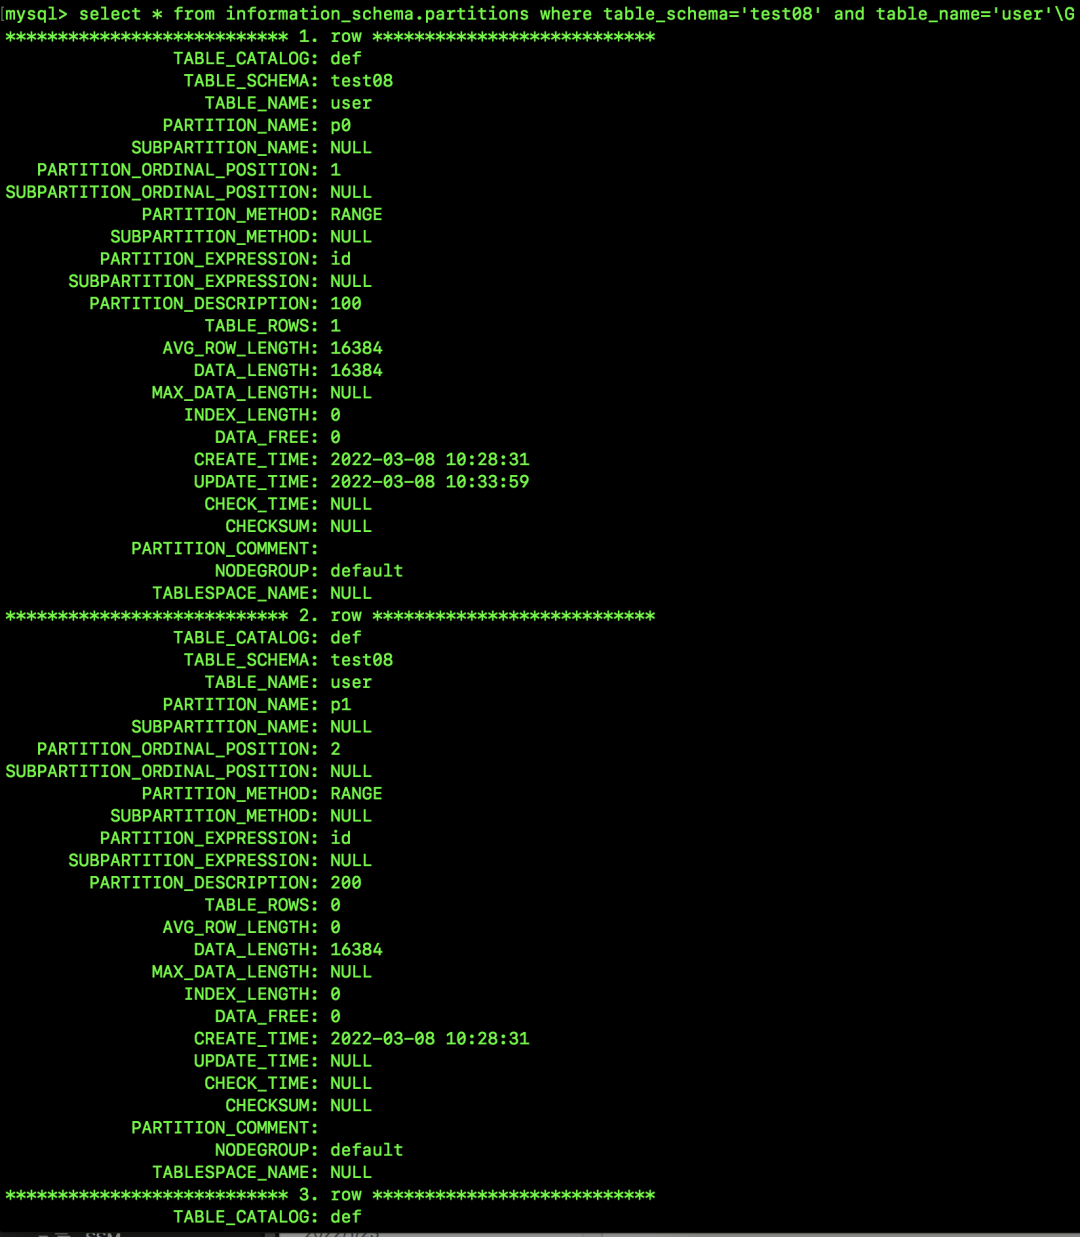 mysql> select * from information_schema.partitions where table_schema='test08' and table_name='user'\G
*************************** 1. row ***************************
TABLE_CATALOG: def
TABLE_SCHEMA: test08
TABLE_NAME: user
PARTITION_NAME: p0
SUBPARTITION_NAME: NULL
PARTITION_ORDINAL_POSITION: 1
SUBPARTITION_ORDINAL_POSITION: NULL
PARTITION_METHOD: RANGE
SUBPARTITION_METHOD: NULL
PARTITION_EXPRESSION: id
SUBPARTITION_EXPRESSION: NULL
PARTITION_DESCRIPTION: 100
TABLE_ROWS: 1
AVG_ROW_LENGTH: 16384
DATA_LENGTH: 16384
MAX_DATA_LENGTH: NULL
INDEX_LENGTH: 0
DATA_FREE: 0
CREATE_TIME: 2022-03-08 10:28:31
UPDATE_TIME: 2022-03-08 10:33:59
CHECK_TIME: NULL
CHECKSUM: NULL
PARTITION_COMMENT:
NODEGROUP: default
TABLESPACE_NAME: NULL
*************************** 2. row ***************************
TABLE_CATALOG: def
TABLE_SCHEMA: test08
TABLE_NAME: user
PARTITION_NAME: p1
SUBPARTITION_NAME: NULL
PARTITION_ORDINAL_POSITION: 2
SUBPARTITION_ORDINAL_POSITION: NULL
PARTITION_METHOD: RANGE
SUBPARTITION_METHOD: NULL
PARTITION_EXPRESSION: id
SUBPARTITION_EXPRESSION: NULL
PARTITION_DESCRIPTION: 200
TABLE_ROWS: 0
AVG_ROW_LENGTH: 0
DATA_LENGTH: 16384
MAX_DATA_LENGTH: NULL
INDEX_LENGTH: 0
DATA_FREE: 0
CREATE_TIME: 2022-03-08 10:28:31
UPDATE_TIME: NULL
CHECK_TIME: NULL
CHECKSUM: NULL
PARTITION_COMMENT:
NODEGROUP: default
TABLESPACE_NAME: NULL
*************************** 3. row ***************************
TABLE_CATALOG: def